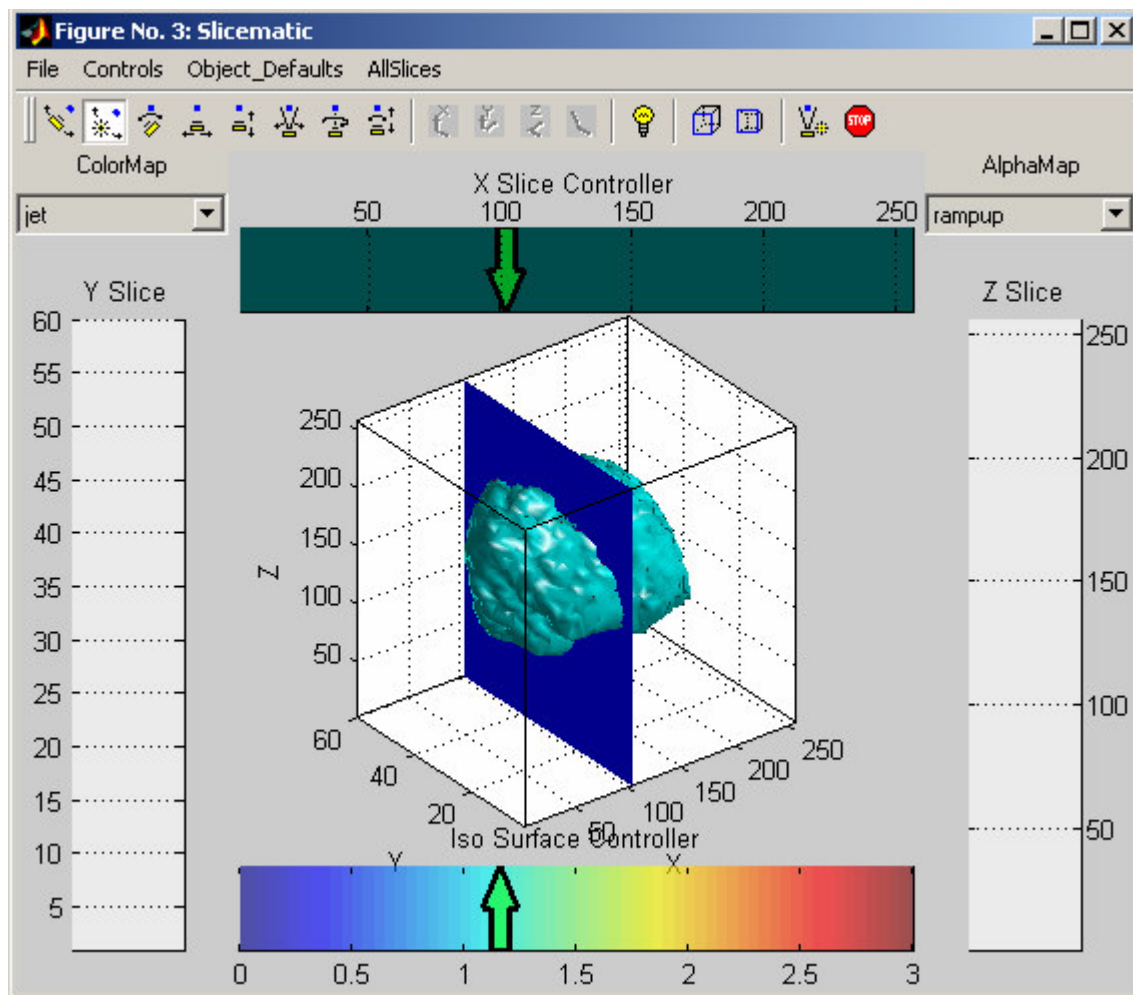 Figure No. 3: Slicematic
File Controls Object_Defaults AllSlices
X Y Z STOP
ColorMap
AlphaMap
jet
rampup
X Slice Controller
50 100 150 200 250
Y Slice
60
55
50
45
40
35
30
25
20
15
10
5
Z Slice
250
200
150
100
50
250
200
150
100
50
Z
60 40 20
50 100 150 200 250
Y
X
Iso Surface Controller
0 0.5 1 1.5 2 2.5 3